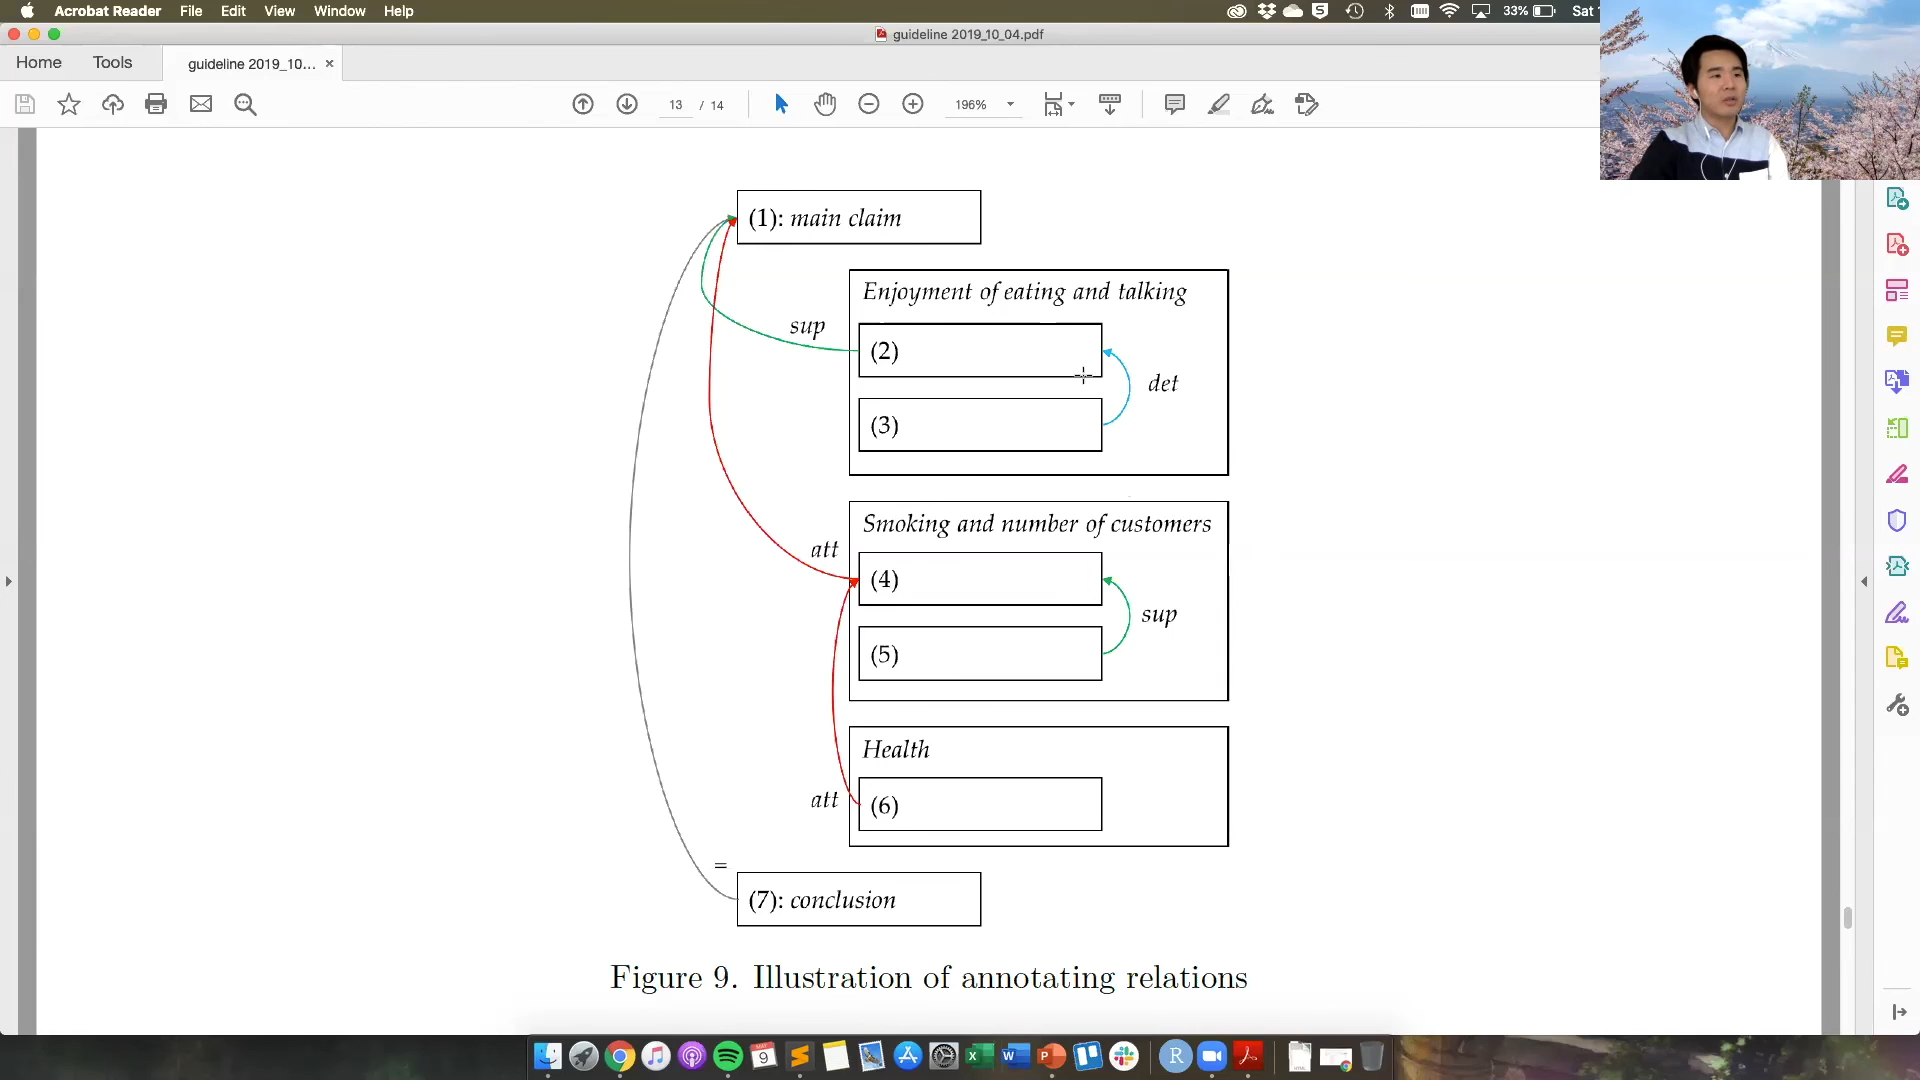 Acrobat Reader File Edit View Window Help 33% Sat
guideline 2019_10_04.pdf
Home Tools guideline 2019_10... ×
13 / 14 196%
(1): main claim
Enjoyment of eating and talking
sup
(2)
det
(3)
Smoking and number of customers
att
(4)
sup
(5)
Health
att
(6)
=
(7): conclusion
Figure 9. Illustration of annotating relations